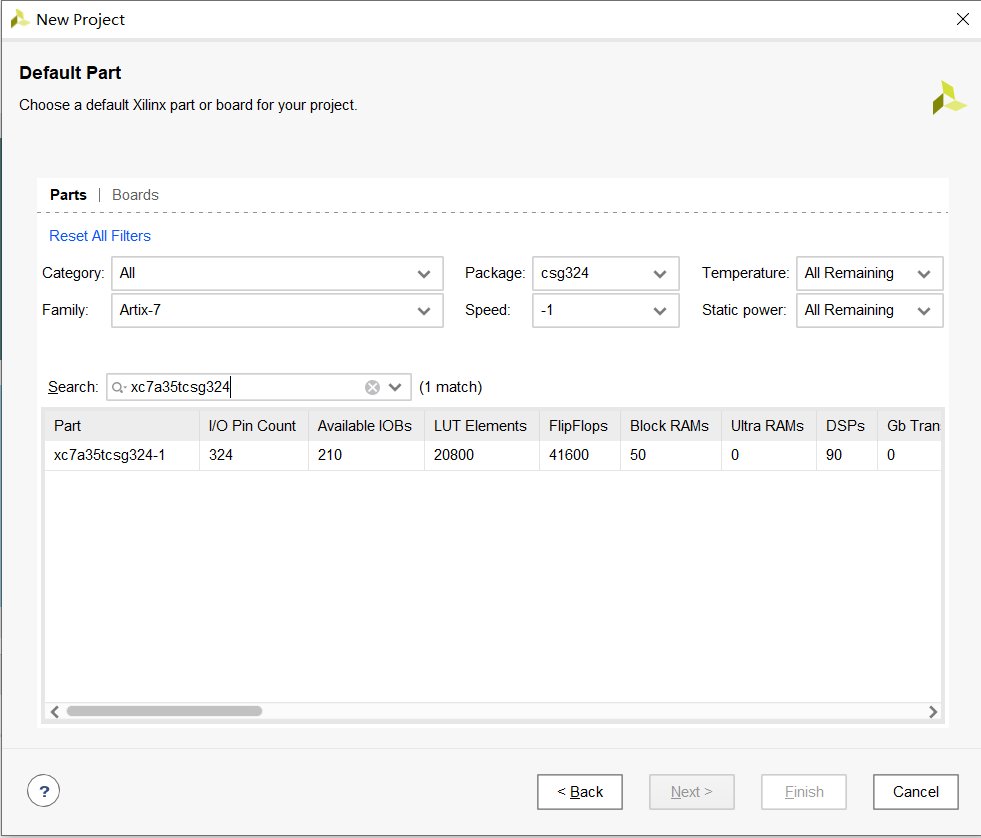 New Project
Default Part
Choose a default Xilinx part or board for your project.
Parts | Boards
Reset All Filters
Category: All Package: csg324 Temperature: All Remaining
Family: Artix-7 Speed: -1 Static power: All Remaining
Search: xc7a35tcsg324 (1 match)
Part I/O Pin Count Available IOBs LUT Elements FlipFlops Block RAMs Ultra RAMs DSPs Gb Tran
xc7a35tcsg324-1 324 210 20800 41600 50 0 90 0
? < Back Next > Finish Cancel